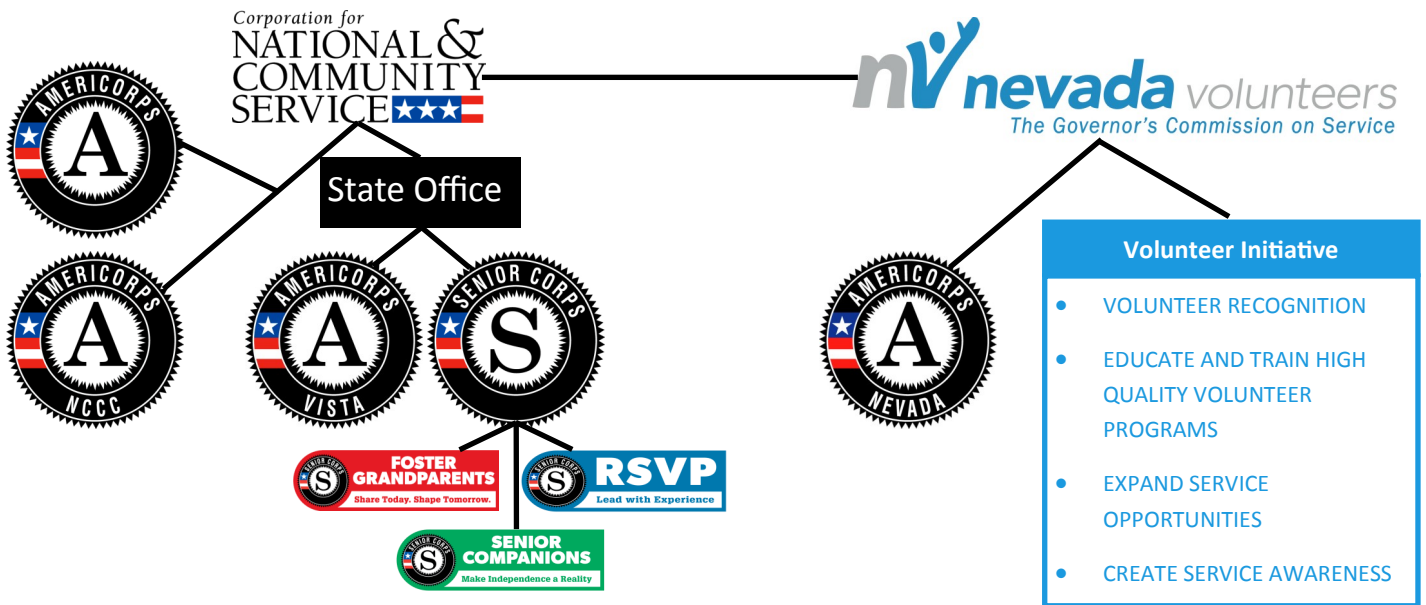 Corporation for
NATIONAL &
COMMUNITY
SERVICE
nv nevada volunteers
The Governor's Commission on Service
AMERICORPS
A
State Office
AMERICORPS
A
NCCC
AMERICORPS
A
VISTA
SENIOR CORPS
S
AMERICORPS
A
NEVADA
Volunteer Initiative
• VOLUNTEER RECOGNITION
• EDUCATE AND TRAIN HIGH
QUALITY VOLUNTEER
PROGRAMS
• EXPAND SERVICE
OPPORTUNITIES
• CREATE SERVICE AWARENESS
SENIOR CORPS
S
FOSTER
GRANDPARENTS
Share Today. Shape Tomorrow.
SENIOR CORPS
S
RSVP
Lead with Experience
SENIOR CORPS
S
SENIOR
COMPANIONS
Make Independence a Reality